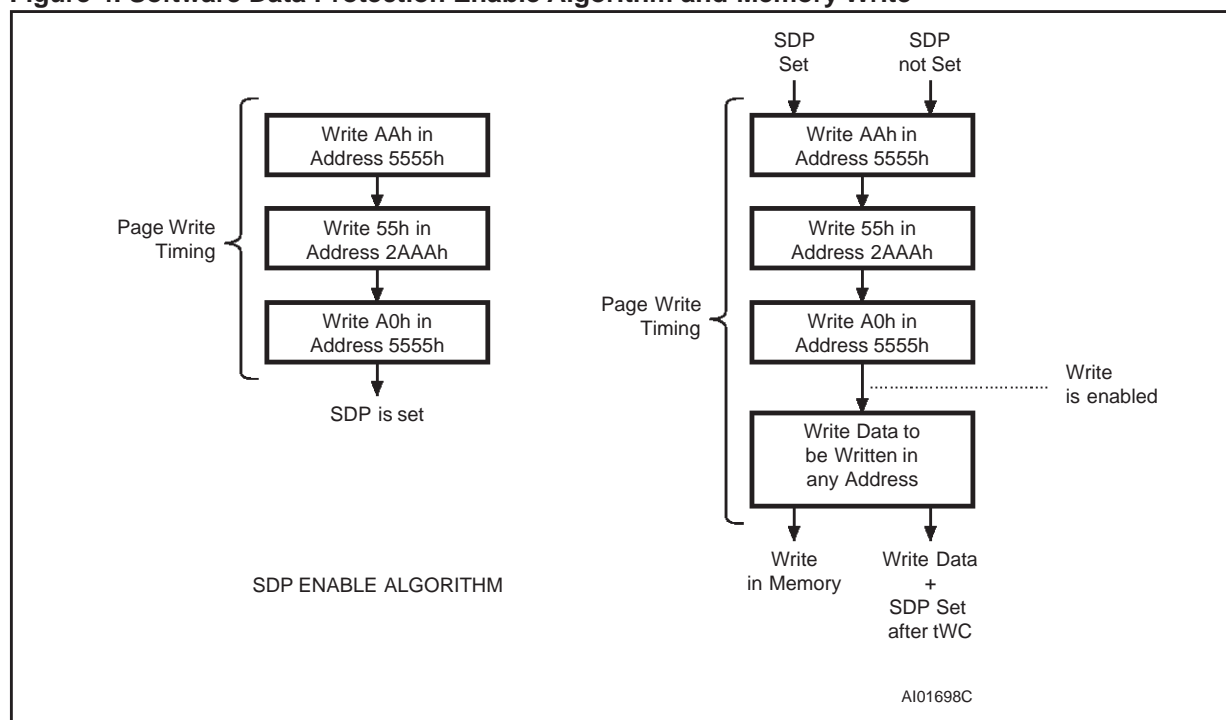 Figure 4. Software Data Protection Enable Algorithm and Memory Write
Write AAh in
Address 5555h
Write 55h in
Address 2AAAh
Page Write
Timing
Write A0h in
Address 5555h
SDP is set
SDP ENABLE ALGORITHM
SDP
Set
SDP
not Set
Write AAh in
Address 5555h
Write 55h in
Address 2AAAh
Page Write
Timing
Write A0h in
Address 5555h
Write
is enabled
Write Data to
be Written in
any Address
Write
in Memory
Write Data
+
SDP Set
after tWC
AI01698C